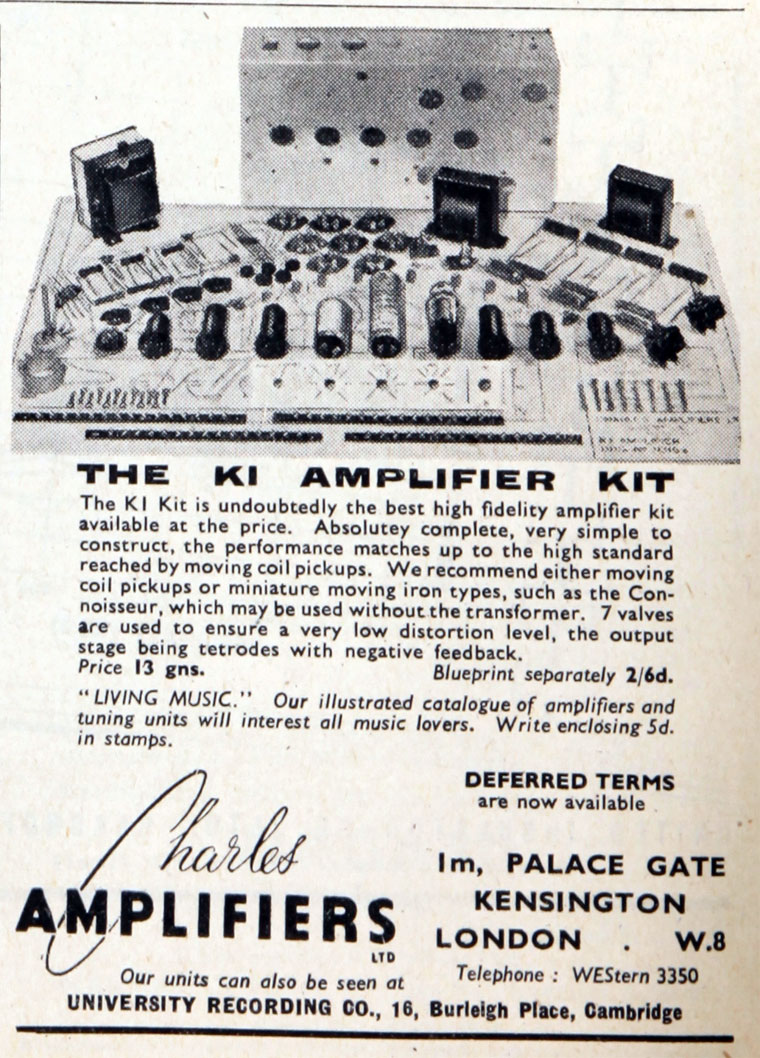 THE KI AMPLIFIER KIT
The KI Kit is undoubtedly the best high fidelity amplifier kit
available at the price. Absolutey complete, very simple to
construct, the performance matches up to the high standard
reached by moving coil pickups. We recommend either moving
coil pickups or miniature moving iron types, such as the Con-
noisseur, which may be used without the transformer. 7 valves
are used to ensure a very low distortion level, the output
stage being tetrodes with negative feedback.
Price 13 gns. Blueprint separately 2/6d.
"LIVING MUSIC." Our illustrated catalogue of amplifiers and
tuning units will interest all music lovers. Write enclosing 5d.
in stamps.
DEFERRED TERMS
are now available
Charles
AMPLIFIERS
LTD
1m, PALACE GATE
KENSINGTON
LONDON . W.8
Telephone : WEStern 3350
Our units can also be seen at
UNIVERSITY RECORDING CO., 16, Burleigh Place, Cambridge